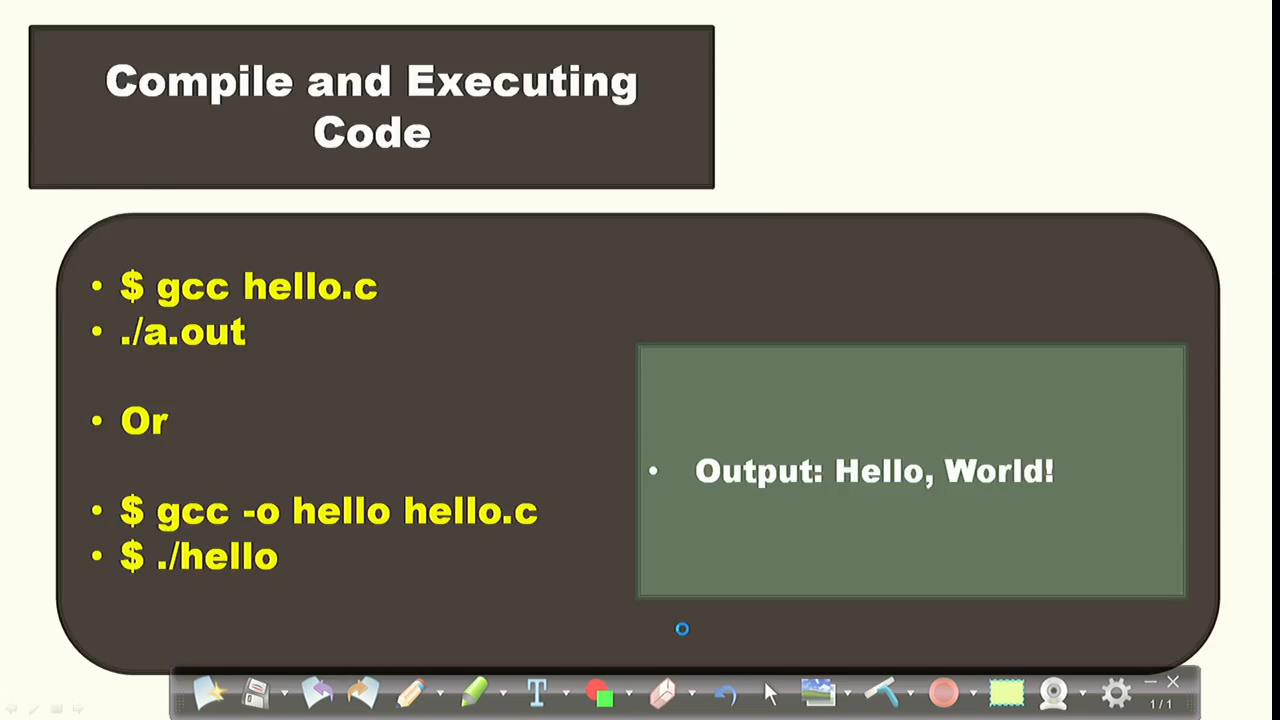 Compile and Executing
Code
• $ gcc hello.c
• ./a.out
• Or
• $ gcc -o hello hello.c
• $ ./hello
• Output: Hello, World!
T
1/1